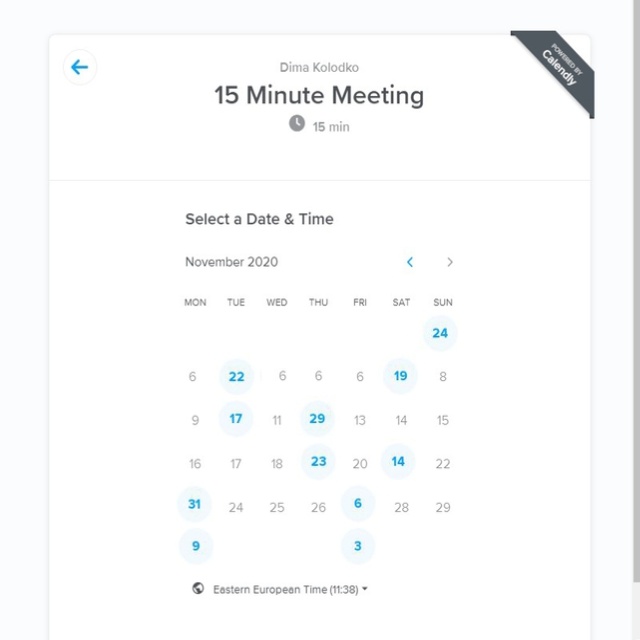 POWERED BY
Calendly
Dima Kolodko
15 Minute Meeting
15 min
Select a Date & Time
November 2020
MON TUE WED THU FRI SAT SUN
24
6 22 6 6 6 19 8
9 17 11 29 13 14 15
16 17 18 23 20 14 22
31 24 25 26 6 28 29
9 3
Eastern European Time (11:38)